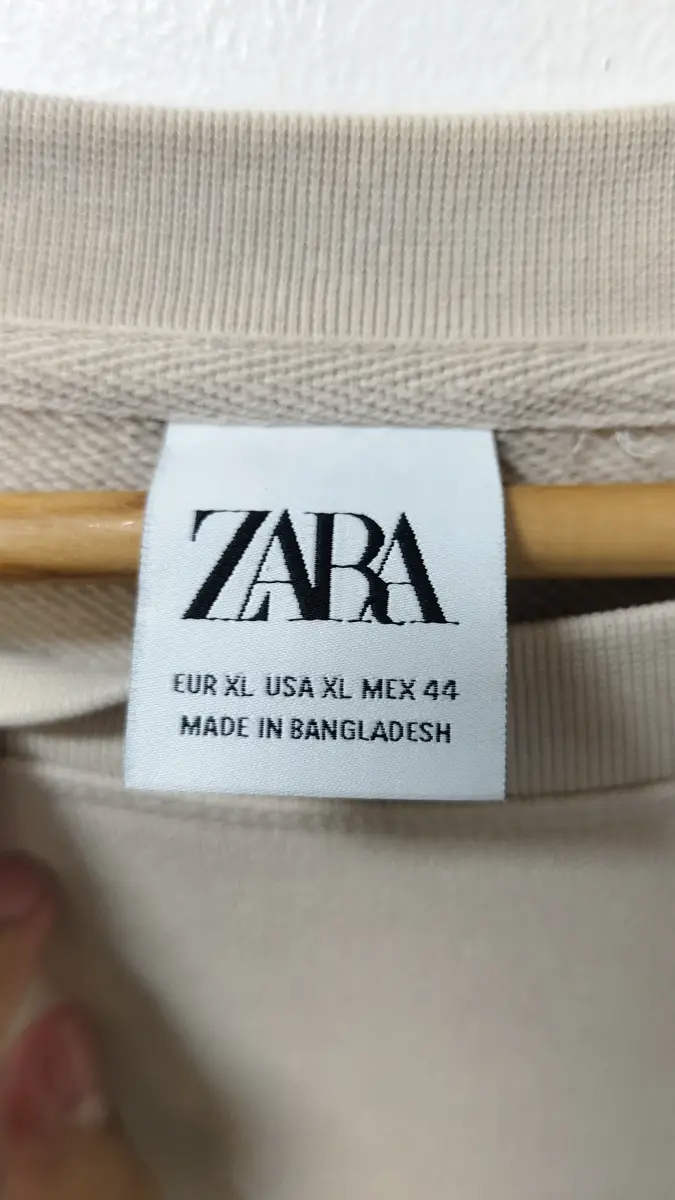 ZARA
EUR XL USA XL MEX 44
MADE IN BANGLADESH